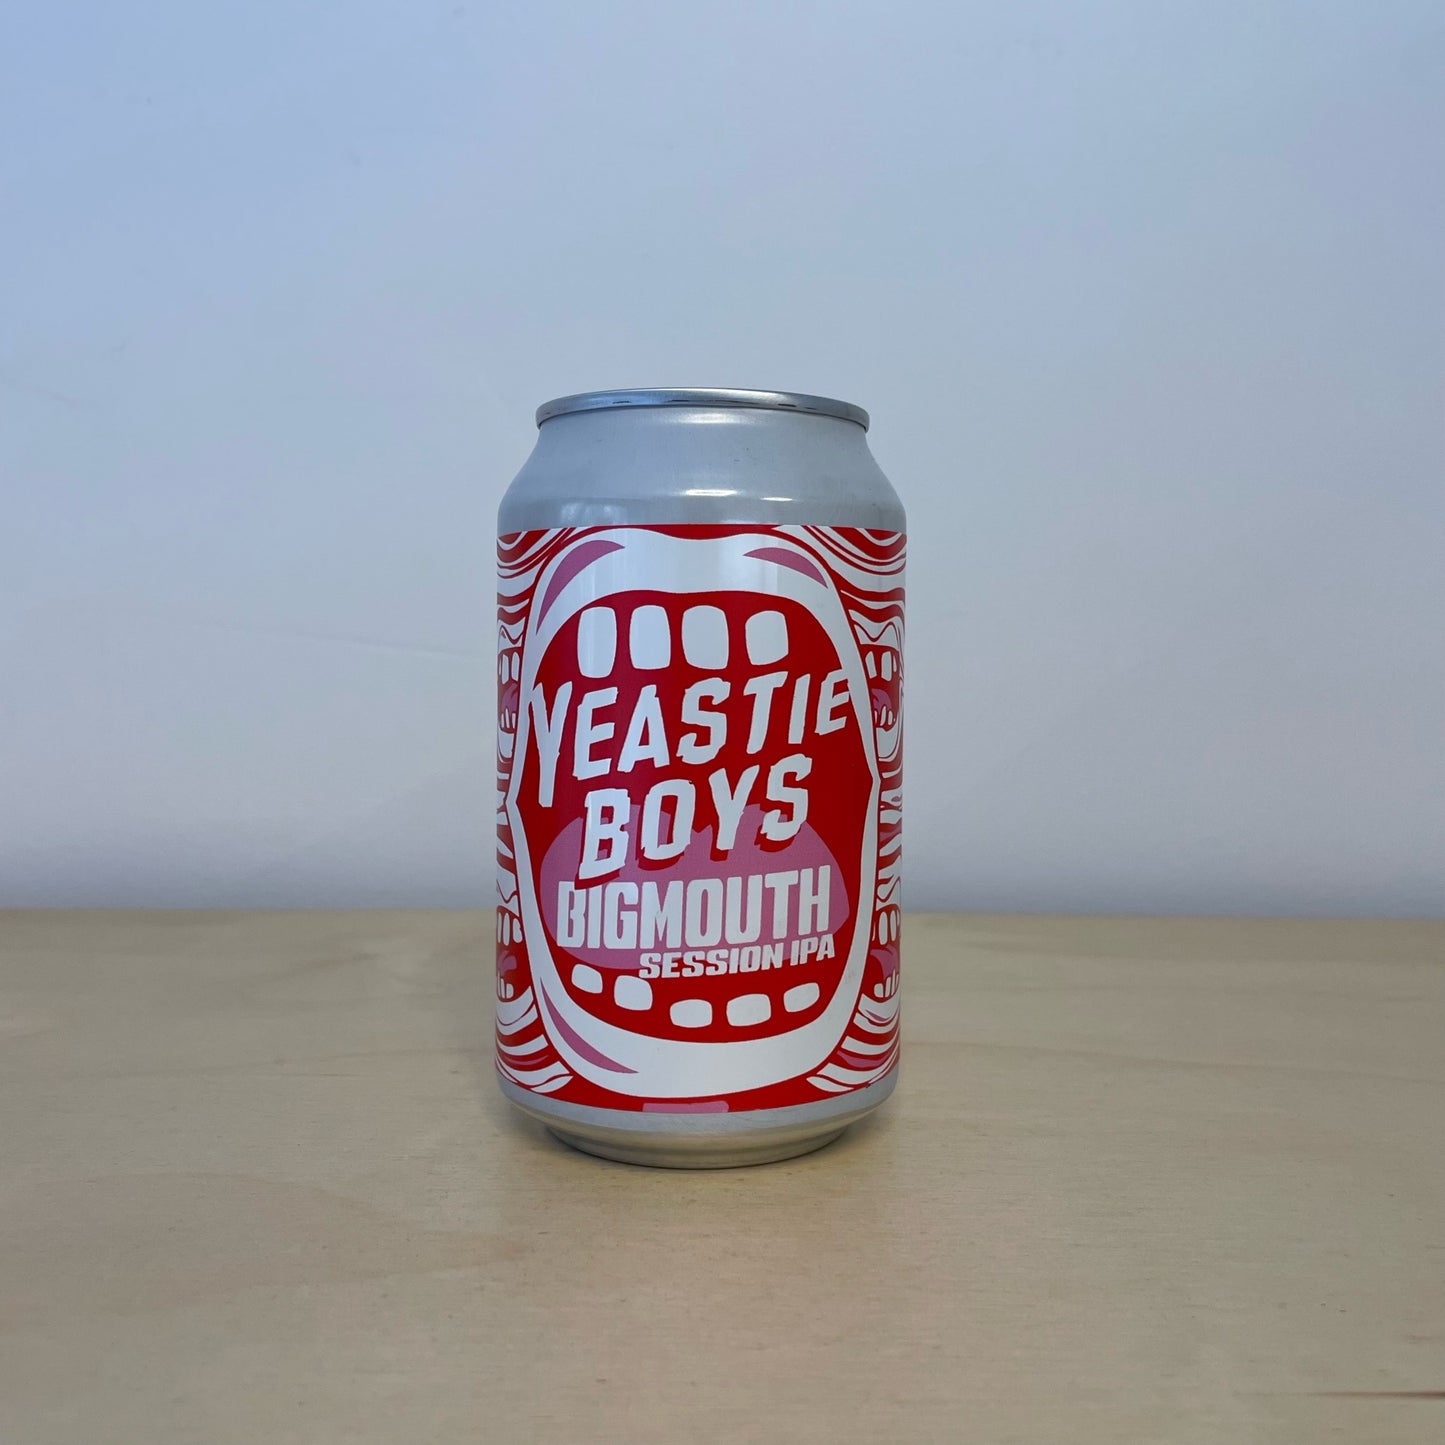 YEASTIE
BOYS
BIGMOUTH
SESSION IPA